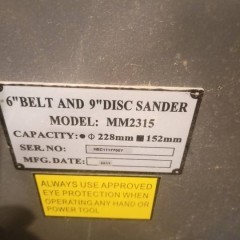 6"BELT AND 9"DISC SANDER
MODEL: MM2315
CAPACITY: ● Φ 228mm ■ 152mm
SER.NO:
MFG.DATE:
ALWAYS USE APPROVED
EYE PROTECTION WHEN
OPERATING ANY HAND OR
POWER TOOL